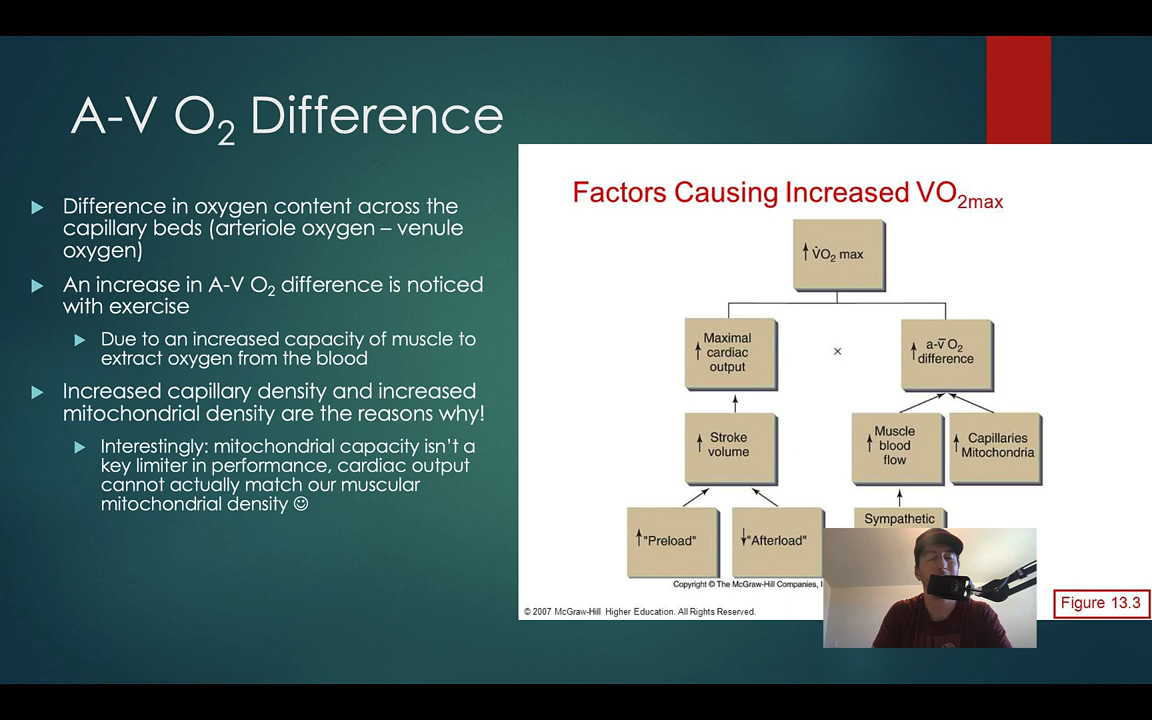 A-V O2 Difference
Difference in oxygen content across the
capillary beds (arteriole oxygen – venule
oxygen)
An increase in A-V O2 difference is noticed
with exercise
Due to an increased capacity of muscle to
extract oxygen from the blood
Increased capillary density and increased
mitochondrial density are the reasons why!
Interestingly: mitochondrial capacity isn't a
key limiter in performance, cardiac output
cannot actually match our muscular
mitochondrial density ☺
Factors Causing Increased VO2max
↑ V̇O2 max
↑ Maximal
cardiac
output
×
↑ a-v̅ O2
difference
↑ Stroke
volume
↑ Muscle
blood
flow
↑ Capillaries
Mitochondria
↑ "Preload"
↓ "Afterload"
Sympathetic
Copyright © The McGraw-Hill Companies,
© 2007 McGraw-Hill Higher Education. All Rights Reserved.
Figure 13.3